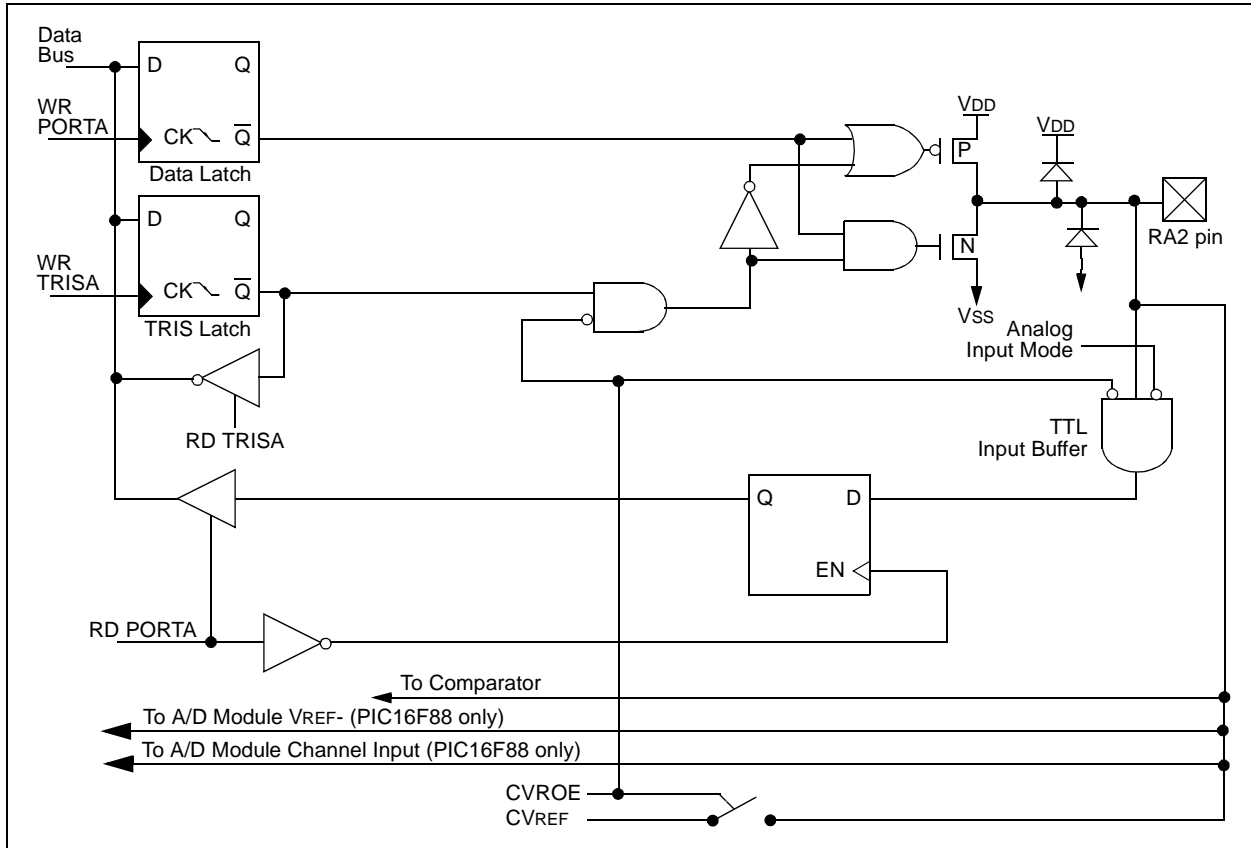 Data
Bus
D Q
WR
PORTA
CK Q
Data Latch
D Q
WR
TRISA
CK Q
TRIS Latch
RD TRISA
VDD
P
VDD
N
VSS
RA2 pin
Analog
Input Mode
TTL
Input Buffer
Q D
EN
RD PORTA
To Comparator
To A/D Module VREF- (PIC16F88 only)
To A/D Module Channel Input (PIC16F88 only)
CVROE
CVREF